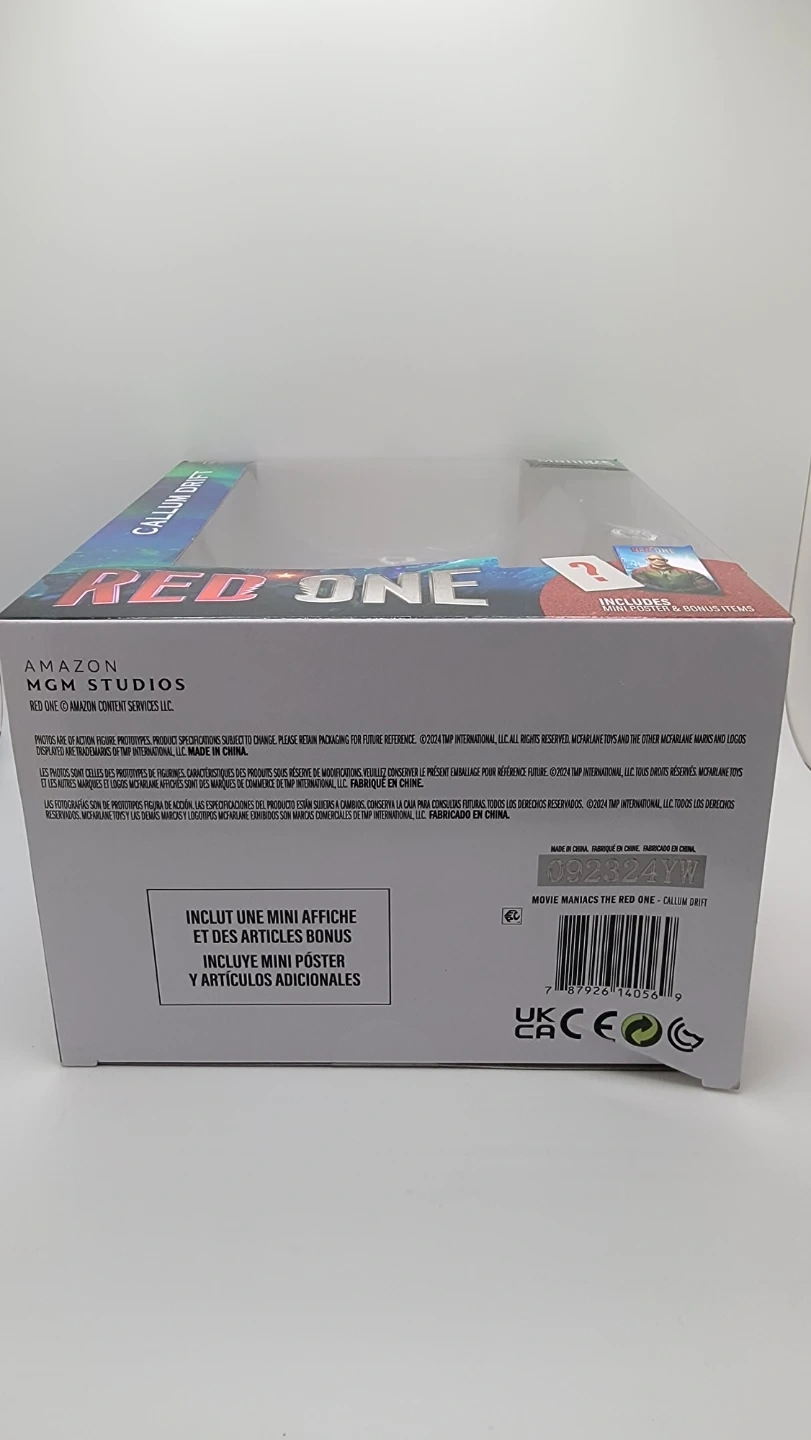 CALLUM DRIFT
RED ONE
?
RED ONE
INCLUDES
MINI POSTER & BONUS ITEMS
AMAZON
MGM STUDIOS
RED ONE © AMAZON CONTENT SERVICES LLC.
PHOTOS ARE OF ACTION FIGURE PROTOTYPES. PRODUCT SPECIFICATIONS SUBJECT TO CHANGE. PLEASE RETAIN PACKAGING FOR FUTURE REFERENCE. ©2024 TMP INTERNATIONAL, LLC. ALL RIGHTS RESERVED. MCFARLANE TOYS AND THE OTHER MCFARLANE MARKS AND LOGOS
DISPLAYED ARE TRADEMARKS OF TMP INTERNATIONAL, LLC. MADE IN CHINA.
LES PHOTOS SONT CELLES DES PROTOTYPES DE FIGURINES. CARACTÉRISTIQUES DES PRODUITS SOUS RÉSERVE DE MODIFICATIONS. VEUILLEZ CONSERVER LE PRÉSENT EMBALLAGE POUR RÉFÉRENCE FUTURE. ©2024 TMP INTERNATIONAL, LLC. TOUS DROITS RÉSERVÉS. MCFARLANE TOYS
ET LES AUTRES MARQUES ET LOGOS MCFARLANE AFFICHÉS SONT DES MARQUES DE COMMERCE DE TMP INTERNATIONAL, LLC. FABRIQUÉ EN CHINE.
LAS FOTOGRAFÍAS SON DE PROTOTIPOS FIGURA DE ACCIÓN. LAS ESPECIFICACIONES DEL PRODUCTO ESTÁN SUJETAS A CAMBIOS. CONSERVA LA CAJA PARA CONSULTAS FUTURAS. TODOS LOS DERECHOS RESERVADOS. ©2024 TMP INTERNATIONAL, LLC. TODOS LOS DERECHOS
RESERVADOS. MCFARLANE TOYS Y LAS DEMÁS MARCAS Y LOGOTIPOS MCFARLANE EXHIBIDOS SON MARCAS COMERCIALES DE TMP INTERNATIONAL, LLC. FABRICADO EN CHINA.
MADE IN CHINA. FABRIQUÉ EN CHINE. FABRICADO EN CHINA.
092324YW
MOVIE MANIACS THE RED ONE - CALLUM DRIFT
INCLUT UNE MINI AFFICHE
ET DES ARTICLES BONUS
INCLUYE MINI PÓSTER
Y ARTÍCULOS ADICIONALES
7 87926 14056 9
UK
CA CE